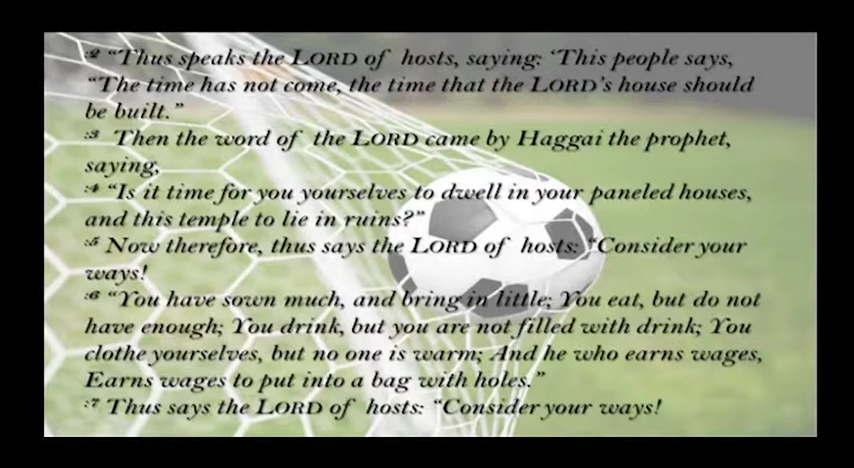 :2 “Thus speaks the LORD of hosts, saying: ‘This people says,
“The time has not come, the time that the LORD’s house should
be built.”
:3 Then the word of the LORD came by Haggai the prophet,
saying,
:4 “Is it time for you yourselves to dwell in your paneled houses,
and this temple to lie in ruins?”
:5 Now therefore, thus says the LORD of hosts: “Consider your
ways!
:6 “You have sown much, and bring in little; You eat, but do not
have enough; You drink, but you are not filled with drink; You
clothe yourselves, but no one is warm; And he who earns wages,
Earns wages to put into a bag with holes.”
:7 Thus says the LORD of hosts: “Consider your ways!